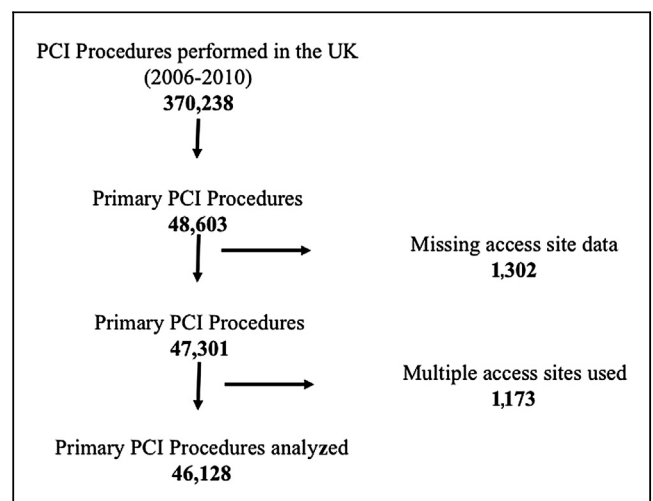 PCI Procedures performed in the UK
(2006-2010)
370,238
Primary PCI Procedures
48,603
Missing access site data
1,302
Primary PCI Procedures
47,301
Multiple access sites used
1,173
Primary PCI Procedures analyzed
46,128